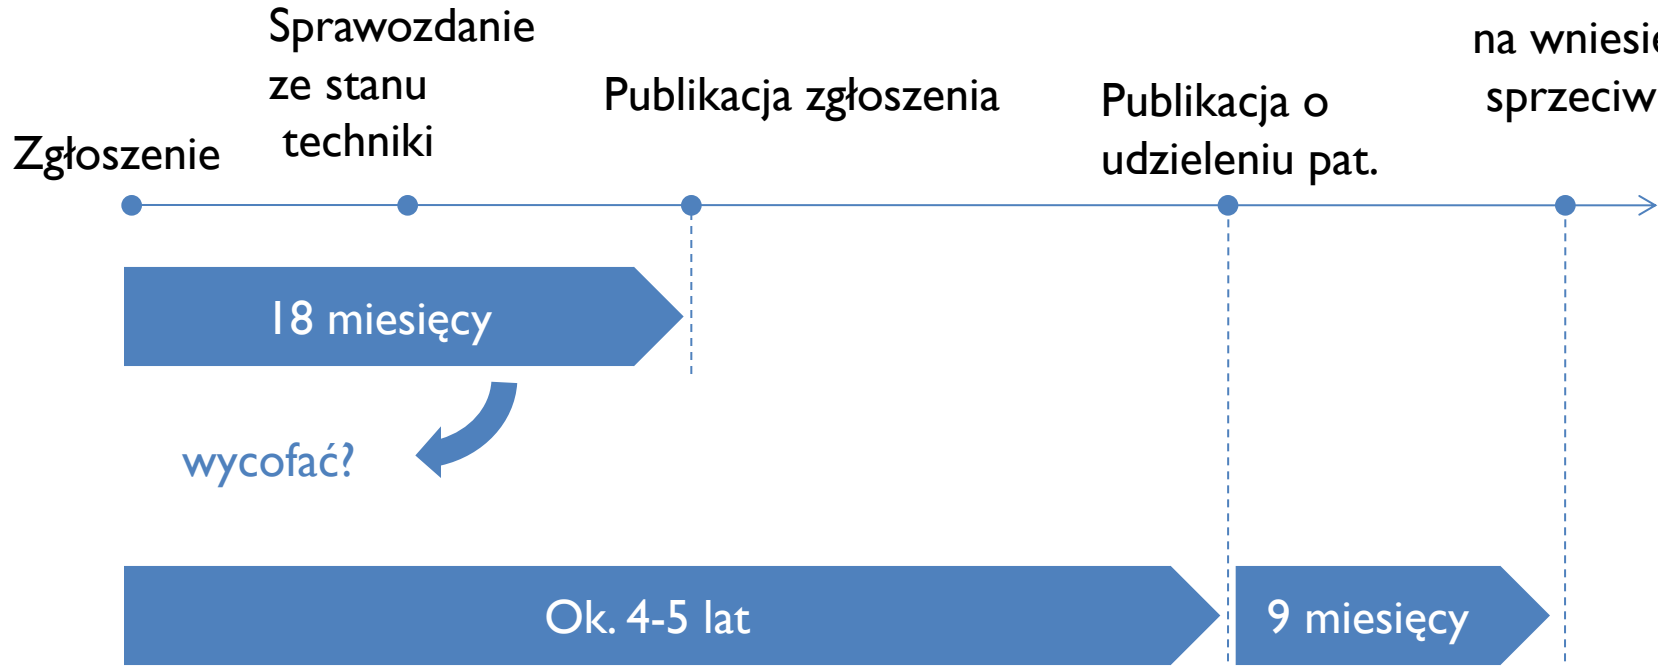 Zgłoszenie
Sprawozdanie
ze stanu
techniki
Publikacja zgłoszenia
Publikacja o
udzieleniu pat.
na
18 miesięcy
wycofać?
Ok. 4-5 lat
9 miesięcy